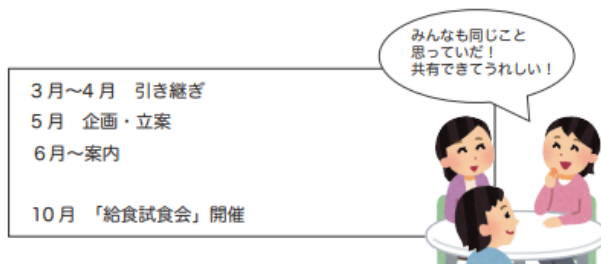 みんなも同じこと
思っていだ！
共有できてうれしい！
3月～4月　引き継ぎ
5月　企画・立案
6月～案内
10月　「給食試食会」開催